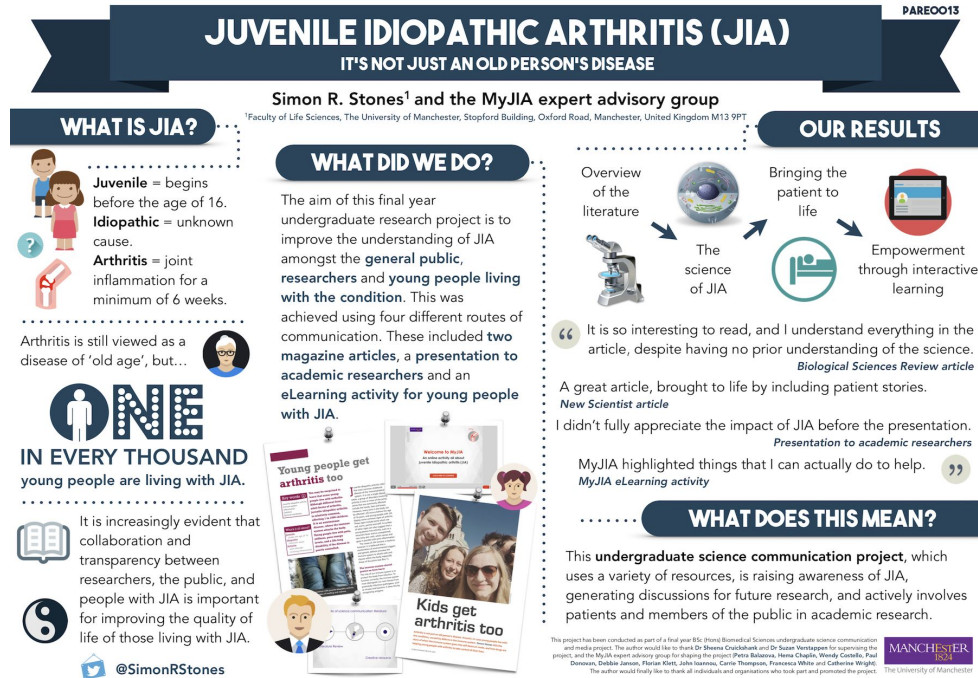 PARE0013
JUVENILE IDIOPATHIC ARTHRITIS (JIA)
IT'S NOT JUST AN OLD PERSON'S DISEASE
Simon R. Stones¹ and the MyJIA expert advisory group
¹Faculty of Life Sciences, The University of Manchester, Stopford Building, Oxford Road, Manchester, United Kingdom M13 9PT
WHAT IS JIA?
Juvenile = begins
before the age of 16.
Idiopathic = unknown
cause.
Arthritis = joint
inflammation for a
minimum of 6 weeks.
?
Arthritis is still viewed as a
disease of 'old age', but...
ONE
IN EVERY THOUSAND
young people are living with JIA.
It is increasingly evident that
collaboration and
transparency between
researchers, the public, and
people with JIA is important
for improving the quality of
life of those living with JIA.
@SimonRStones
WHAT DID WE DO?
The aim of this final year
undergraduate research project is to
improve the understanding of JIA
amongst the general public,
researchers and young people living
with the condition. This was
achieved using four different routes of
communication. These included two
magazine articles, a presentation to
academic researchers and an
eLearning activity for young people
with JIA.
Young people get
arthritis too
Welcome to MyJIA
An online activity all about
juvenile idiopathic arthritis (JIA)
Kids get
arthritis too
OUR RESULTS
Overview
of the
literature
The
science
of JIA
Bringing the
patient to
life
Empowerment
through interactive
learning
“ It is so interesting to read, and I understand everything in the
article, despite having no prior understanding of the science.
Biological Sciences Review article
A great article, brought to life by including patient stories.
New Scientist article
I didn't fully appreciate the impact of JIA before the presentation.
Presentation to academic researchers
MyJIA highlighted things that I can actually do to help. ”
MyJIA eLearning activity
WHAT DOES THIS MEAN?
This undergraduate science communication project, which
uses a variety of resources, is raising awareness of JIA,
generating discussions for future research, and actively involves
patients and members of the public in academic research.
This project has been conducted as part of a final year BSc (Hons) Biomedical Sciences undergraduate science communication
and media project. The author would like to thank Dr Sheena Cruickshank and Dr Suzan Verstappen for supervising the
project, and the MyJIA expert advisory group for shaping the project (Petra Balazova, Hema Chaplin, Wendy Costello, Paul
Donovan, Debbie Janson, Florian Klett, John Ioannou, Carrie Thompson, Francesca White and Catherine Wright).
The author would finally like to thank all individuals and organisations who took part and promoted the project.
MANCHESTER
1824
The University of Manchester